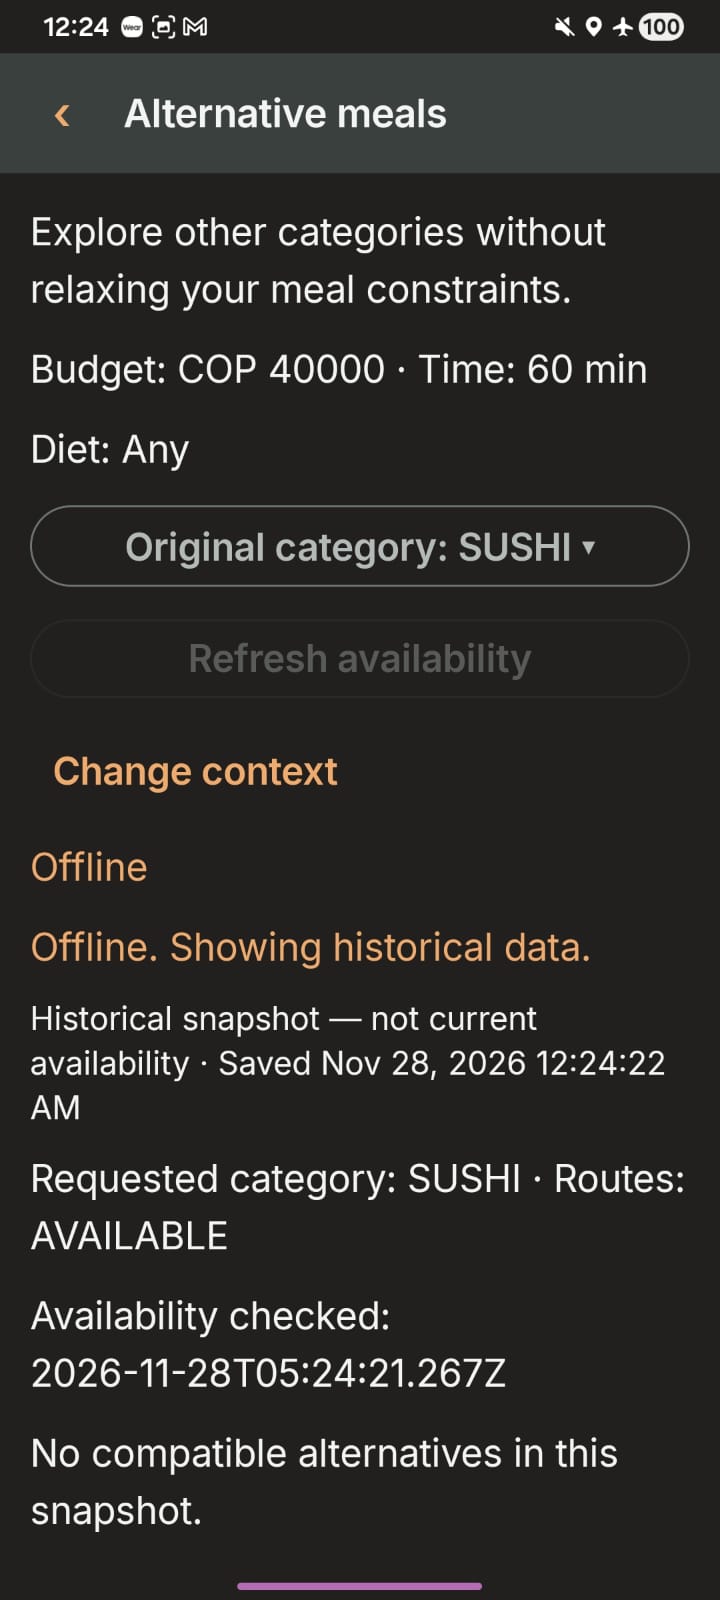 12:24 Wear 100
‹ Alternative meals
Explore other categories without
relaxing your meal constraints.
Budget: COP 40000 · Time: 60 min
Diet: Any
Original category: SUSHI ▾
Refresh availability
Change context
Offline
Offline. Showing historical data.
Historical snapshot — not current
availability · Saved Nov 28, 2026 12:24:22
AM
Requested category: SUSHI · Routes:
AVAILABLE
Availability checked:
2026-11-28T05:24:21.267Z
No compatible alternatives in this
snapshot.